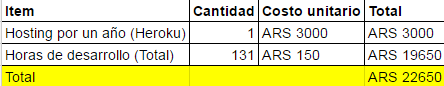 Item Cantidad Costo unitario Total
Hosting por un año (Heroku) 1 ARS 3000 ARS 3000
Horas de desarrollo (Total) 131 ARS 150 ARS 19650
Total ARS 22650